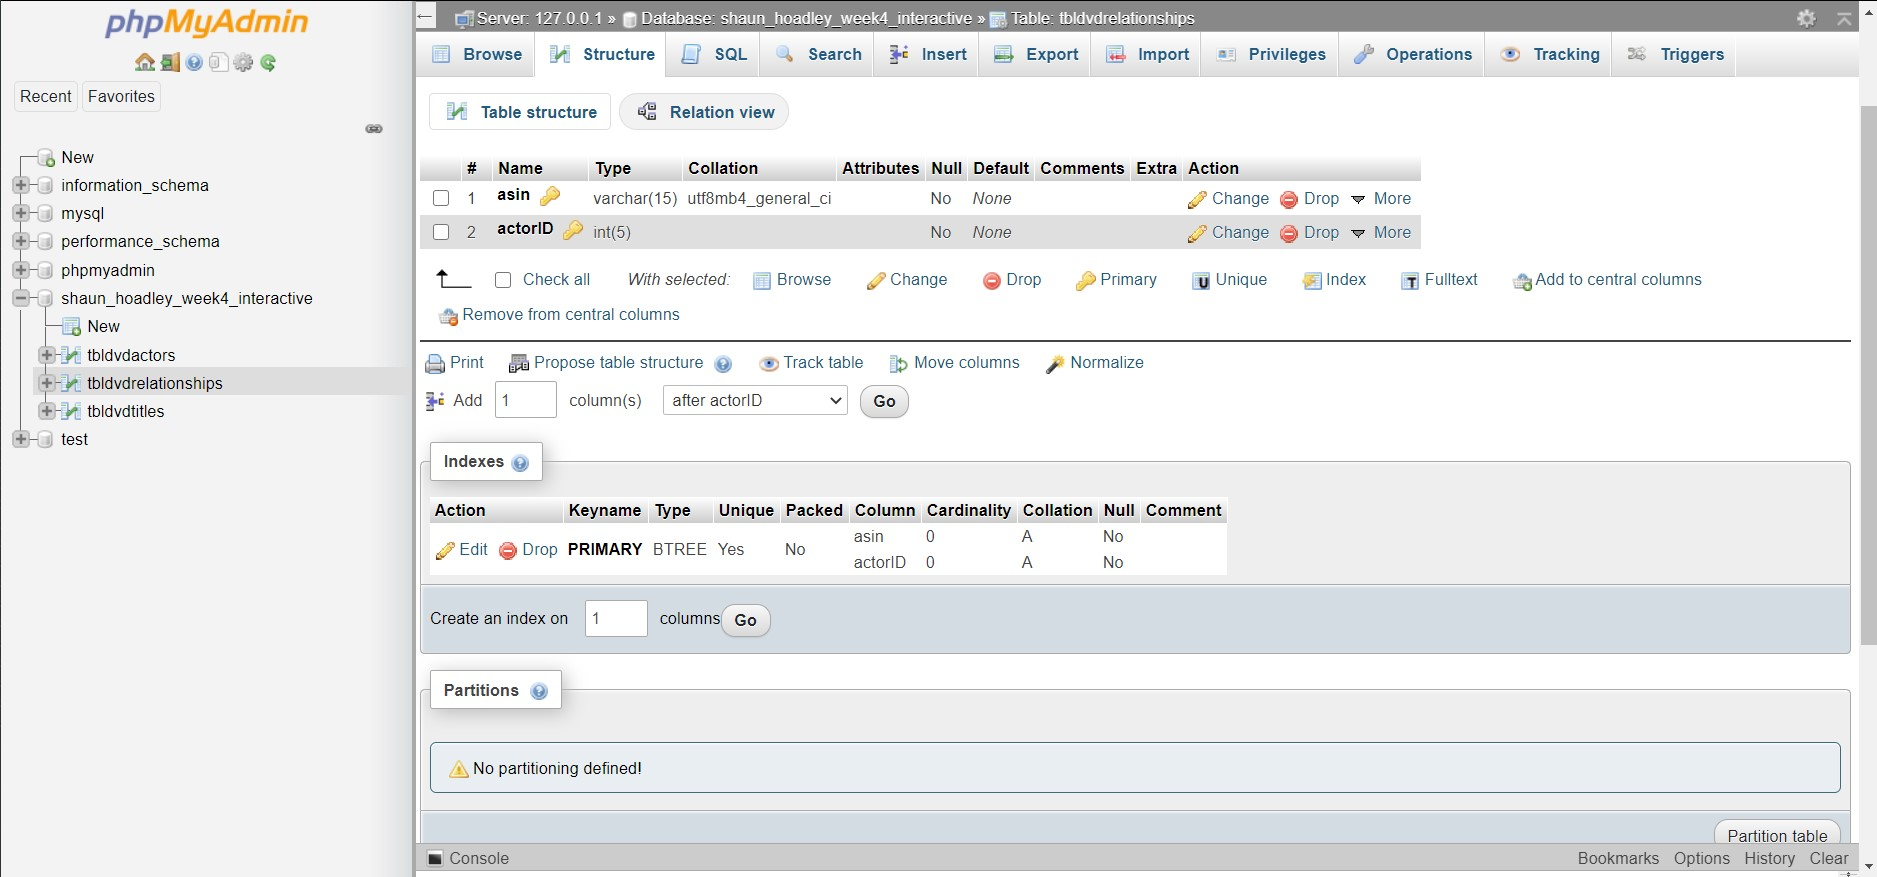 phpMyAdmin
Recent Favorites
New
information_schema
mysql
performance_schema
phpmyadmin
shaun_hoadley_week4_interactive
New
tbldvdactors
tbldvdrelationships
tbldvdtitles
test
Server: 127.0.0.1 » Database: shaun_hoadley_week4_interactive » Table: tbldvdrelationships
Browse Structure SQL Search Insert Export Import Privileges Operations Tracking Triggers
Table structure Relation view
# Name Type Collation Attributes Null Default Comments Extra Action
1 asin varchar(15) utf8mb4_general_ci No None Change Drop More
2 actorID int(5) No None Change Drop More
Check all With selected: Browse Change Drop Primary Unique Index Fulltext Add to central columns
Remove from central columns
Print Propose table structure Track table Move columns Normalize
Add 1 column(s) after actorID Go
Indexes
Action Keyname Type Unique Packed Column Cardinality Collation Null Comment
Edit Drop PRIMARY BTREE Yes No asin 0 A No
actorID 0 A No
Create an index on 1 columns Go
Partitions
No partitioning defined!
Partition table
Console Bookmarks Options History Clear